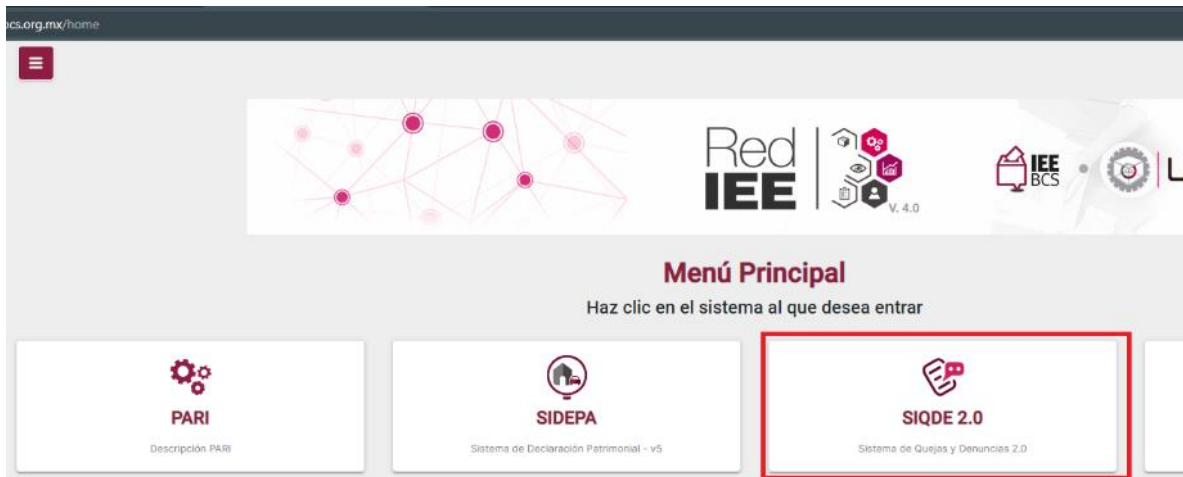 cs.org.mx/home
Red
IEE
V. 4.0
IEE
BCS
Menú Principal
Haz clic en el sistema al que desea entrar
PARI
Descripción PARI
SIDEPA
Sistema de Declaración Patrimonial - v5
SIQDE 2.0
Sistema de Quejas y Denuncias 2.0